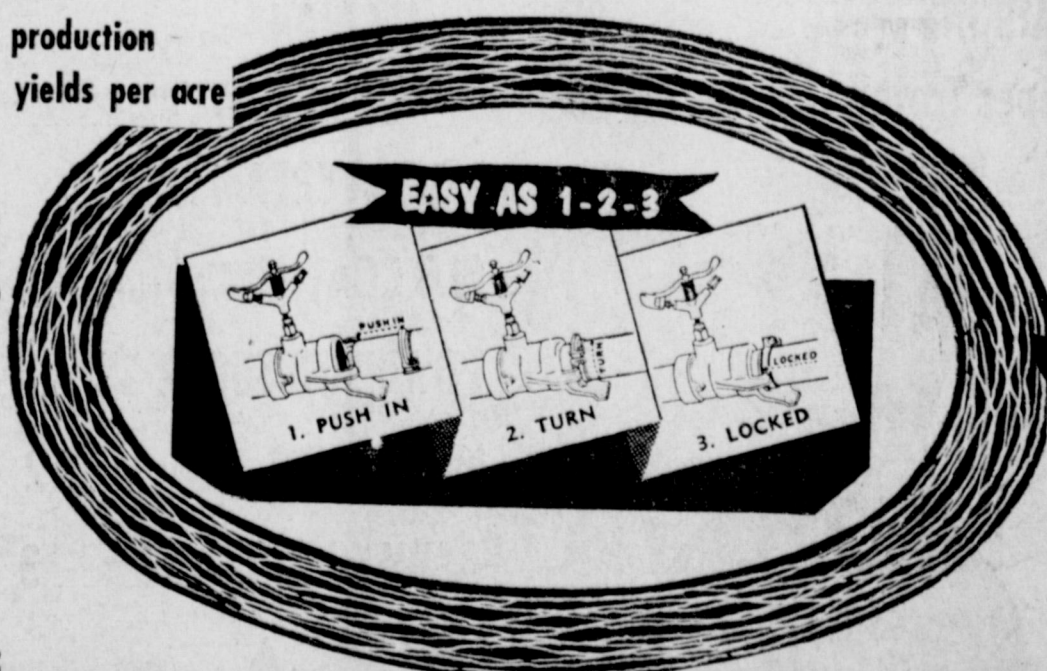 production
yields per acre
EASY AS 1-2-3
PUSH IN
1. PUSH IN
TURN
2. TURN
LOCKED
3. LOCKED